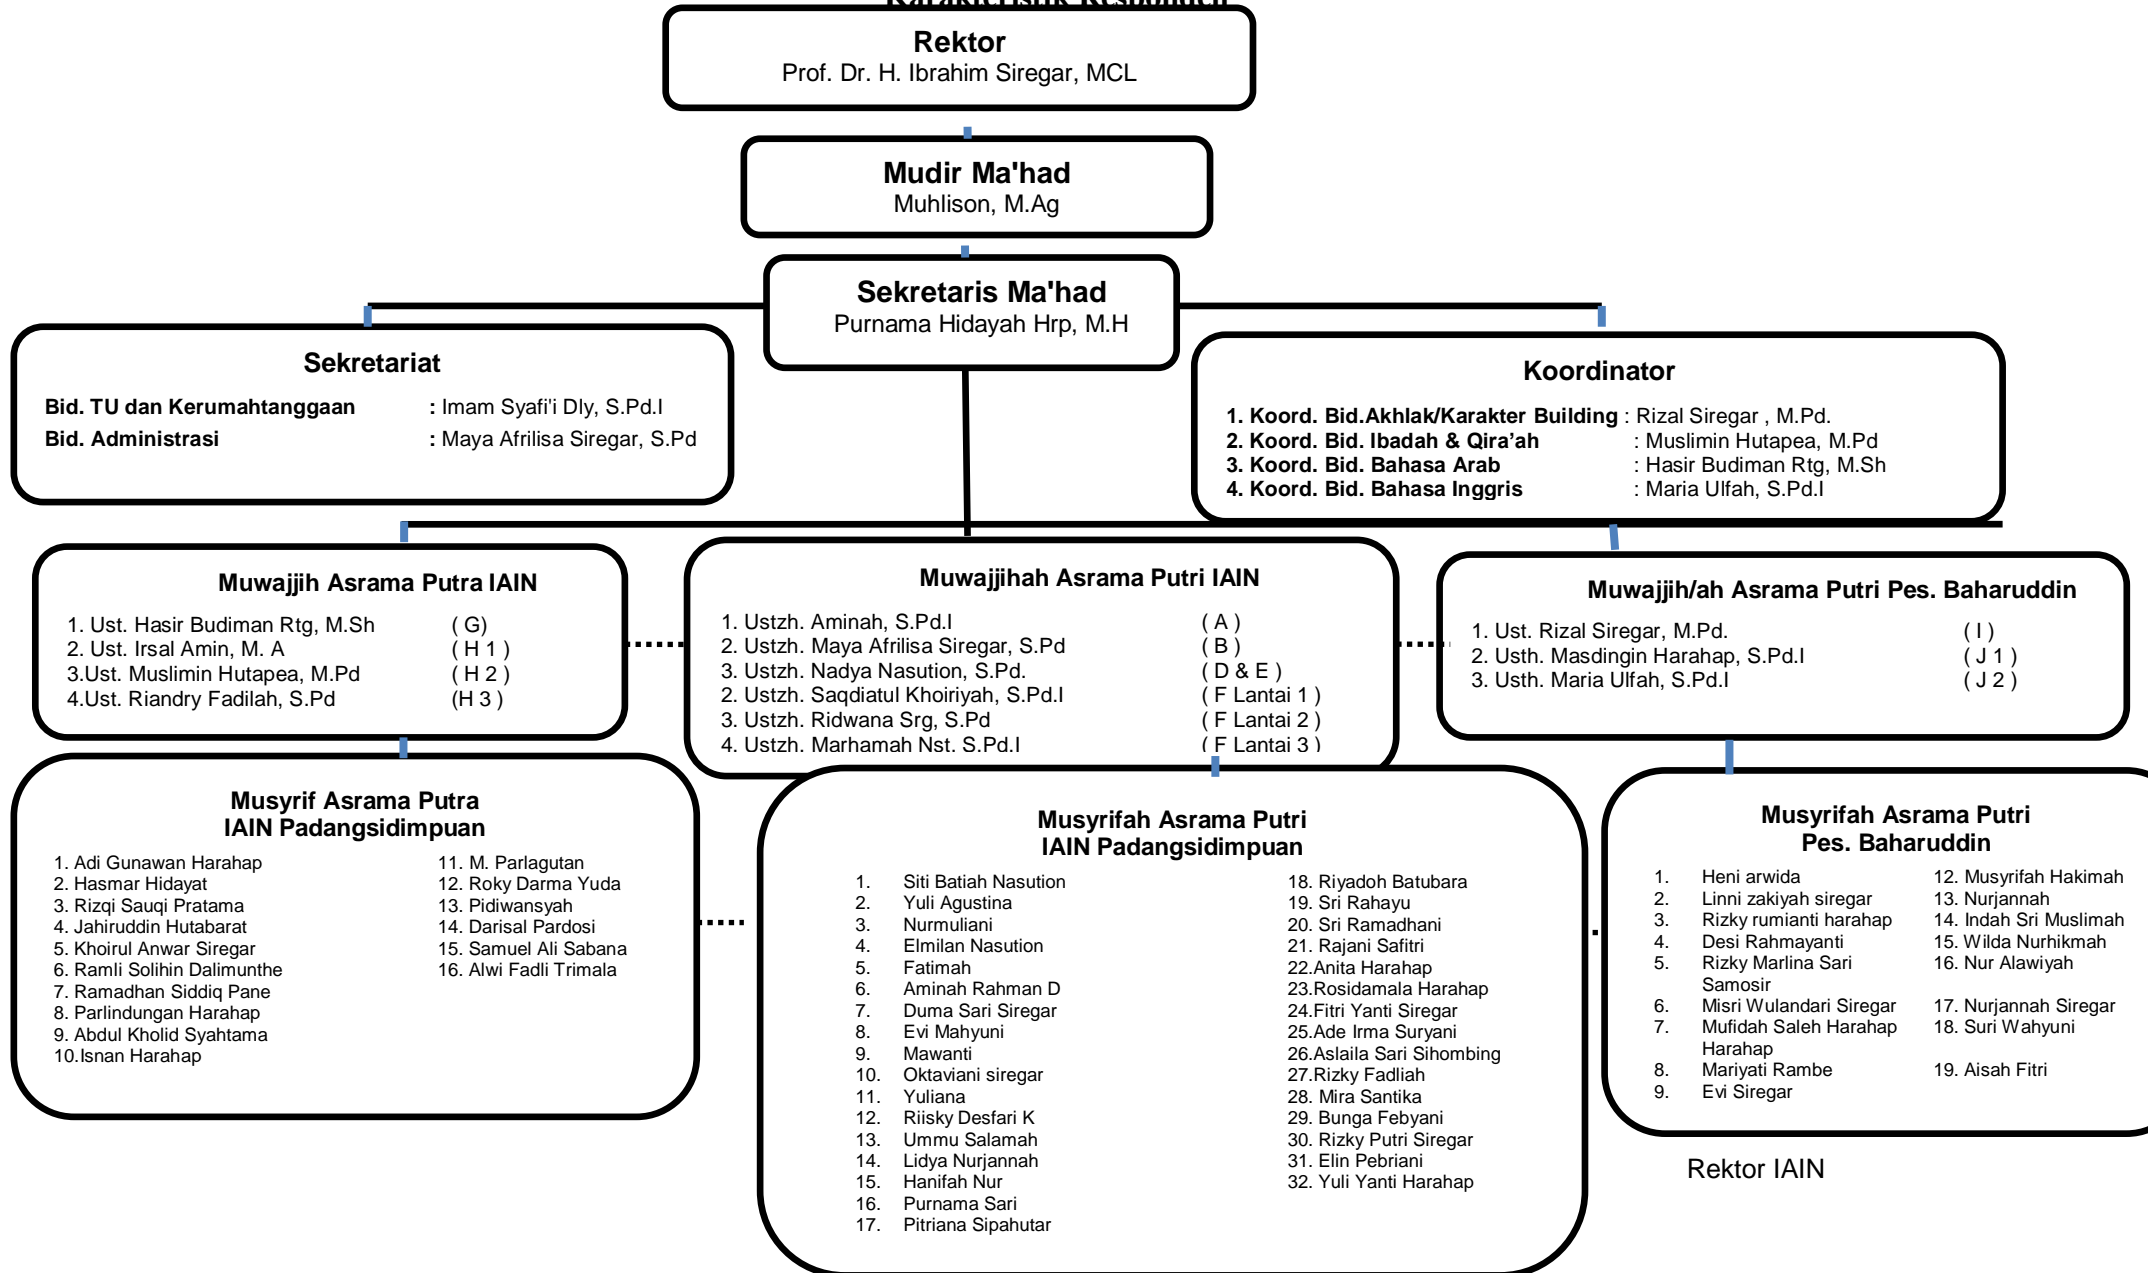 Karakteristik Responden
Rektor
Prof. Dr. H. Ibrahim Siregar, MCL
Mudir Ma'had
Muhlison, M.Ag
Sekretaris Ma'had
Purnama Hidayah Hrp, M.H
Sekretariat
Bid. TU dan Kerumahtanggaan : Imam Syafi'i Dly, S.Pd.I
Bid. Administrasi : Maya Afrilisa Siregar, S.Pd
Koordinator
1. Koord. Bid.Akhlak/Karakter Building : Rizal Siregar , M.Pd.
2. Koord. Bid. Ibadah & Qira’ah : Muslimin Hutapea, M.Pd
3. Koord. Bid. Bahasa Arab : Hasir Budiman Rtg, M.Sh
4. Koord. Bid. Bahasa Inggris : Maria Ulfah, S.Pd.I
Muwajjih Asrama Putra IAIN
1. Ust. Hasir Budiman Rtg, M.Sh ( G)
2. Ust. Irsal Amin, M. A ( H 1 )
3.Ust. Muslimin Hutapea, M.Pd ( H 2 )
4.Ust. Riandry Fadilah, S.Pd (H 3 )
Muwajjihah Asrama Putri IAIN
1. Ustzh. Aminah, S.Pd.I ( A )
2. Ustzh. Maya Afrilisa Siregar, S.Pd ( B )
3. Ustzh. Nadya Nasution, S.Pd. ( D & E )
2. Ustzh. Saqdiatul Khoiriyah, S.Pd.I ( F Lantai 1 )
3. Ustzh. Ridwana Srg, S.Pd ( F Lantai 2 )
4. Ustzh. Marhamah Nst. S.Pd.I ( F Lantai 3 )
Muwajjih/ah Asrama Putri Pes. Baharuddin
1. Ust. Rizal Siregar, M.Pd. ( I )
2. Usth. Masdingin Harahap, S.Pd.I ( J 1 )
3. Usth. Maria Ulfah, S.Pd.I ( J 2 )
Musyrif Asrama Putra
IAIN Padangsidimpuan
1. Adi Gunawan Harahap
2. Hasmar Hidayat
3. Rizqi Sauqi Pratama
4. Jahiruddin Hutabarat
5. Khoirul Anwar Siregar
6. Ramli Solihin Dalimunthe
7. Ramadhan Siddiq Pane
8. Parlindungan Harahap
9. Abdul Kholid Syahtama
10.Isnan Harahap
11. M. Parlagutan
12. Roky Darma Yuda
13. Pidiwansyah
14. Darisal Pardosi
15. Samuel Ali Sabana
16. Alwi Fadli Trimala
Musyrifah Asrama Putri
IAIN Padangsidimpuan
1. Siti Batiah Nasution
2. Yuli Agustina
3. Nurmuliani
4. Elmilan Nasution
5. Fatimah
6. Aminah Rahman D
7. Duma Sari Siregar
8. Evi Mahyuni
9. Mawanti
10. Oktaviani siregar
11. Yuliana
12. Riisky Desfari K
13. Ummu Salamah
14. Lidya Nurjannah
15. Hanifah Nur
16. Purnama Sari
17. Pitriana Sipahutar
18. Riyadoh Batubara
19. Sri Rahayu
20. Sri Ramadhani
21. Rajani Safitri
22.Anita Harahap
23.Rosidamala Harahap
24.Fitri Yanti Siregar
25.Ade Irma Suryani
26.Aslaila Sari Sihombing
27.Rizky Fadliah
28. Mira Santika
29. Bunga Febyani
30. Rizky Putri Siregar
31. Elin Pebriani
32. Yuli Yanti Harahap
Musyrifah Asrama Putri
Pes. Baharuddin
1. Heni arwida
2. Linni zakiyah siregar
3. Rizky rumianti harahap
4. Desi Rahmayanti
5. Rizky Marlina Sari
Samosir
6. Misri Wulandari Siregar
7. Mufidah Saleh Harahap
Harahap
8. Mariyati Rambe
9. Evi Siregar
12. Musyrifah Hakimah
13. Nurjannah
14. Indah Sri Muslimah
15. Wilda Nurhikmah
16. Nur Alawiyah
17. Nurjannah Siregar
18. Suri Wahyuni
19. Aisah Fitri
Rektor IAIN